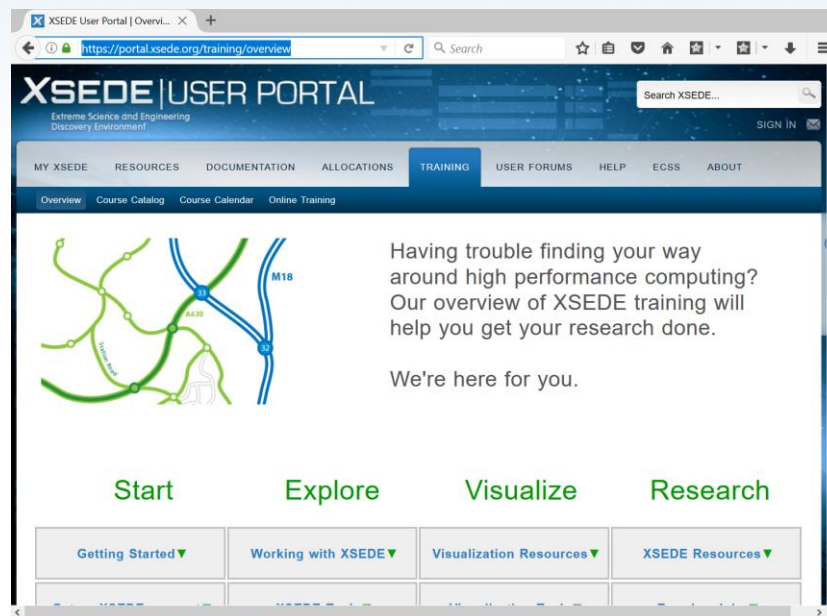 XSEDE User Portal | Overvi...
https://portal.xsede.org/training/overview
Search
XSEDE | USER PORTAL
Extreme Science and Engineering
Discovery Environment
Search XSEDE...
SIGN IN
MY XSEDE RESOURCES DOCUMENTATION ALLOCATIONS TRAINING USER FORUMS HELP ECSS ABOUT
Overview Course Catalog Course Calendar Online Training
M18
33
A430
32
Station Road
Having trouble finding your way
around high performance computing?
Our overview of XSEDE training will
help you get your research done.
We're here for you.
Start Explore Visualize Research
Getting Started▼ Working with XSEDE▼ Visualization Resources▼ XSEDE Resources▼